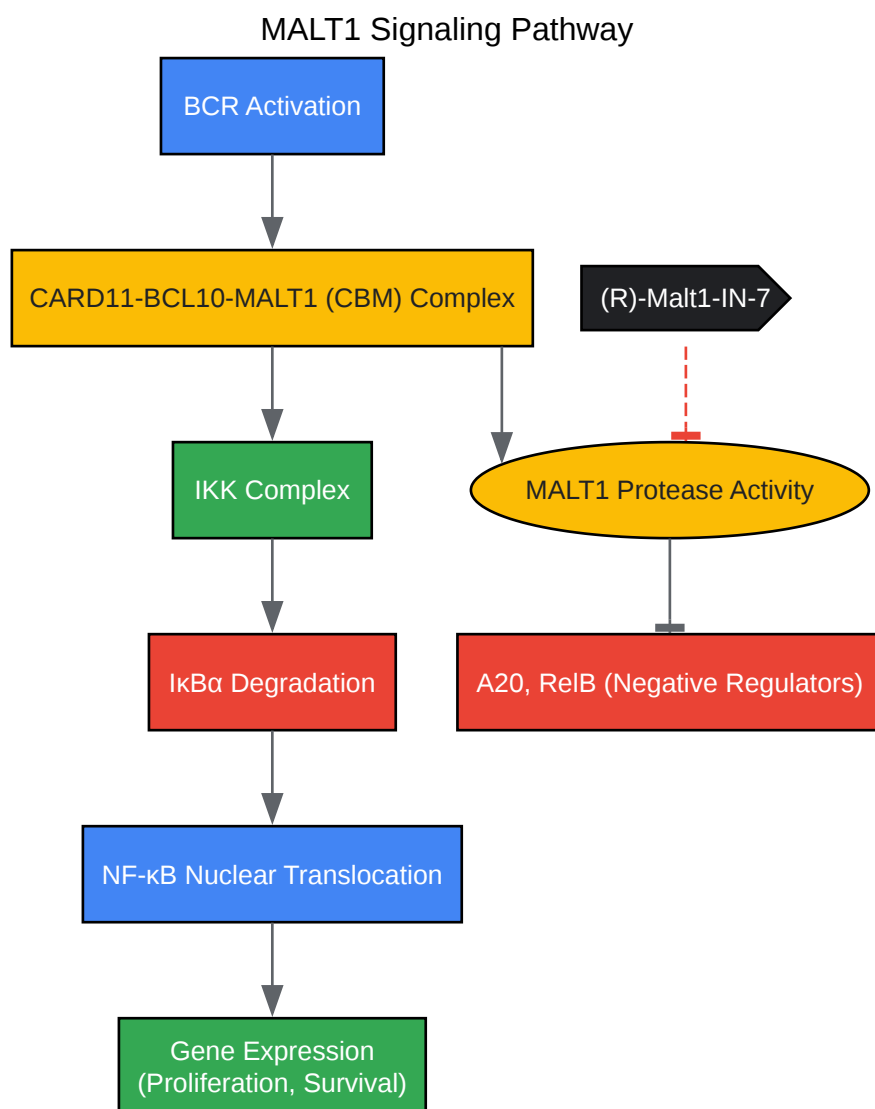 MALT1 Signaling Pathway
BCR Activation
CARD11-BCL10-MALT1 (CBM) Complex
(R)-Malt1-IN-7
IKK Complex
MALT1 Protease Activity
IκBα Degradation
A20, RelB (Negative Regulators)
NF-κB Nuclear Translocation
Gene Expression
(Proliferation, Survival)